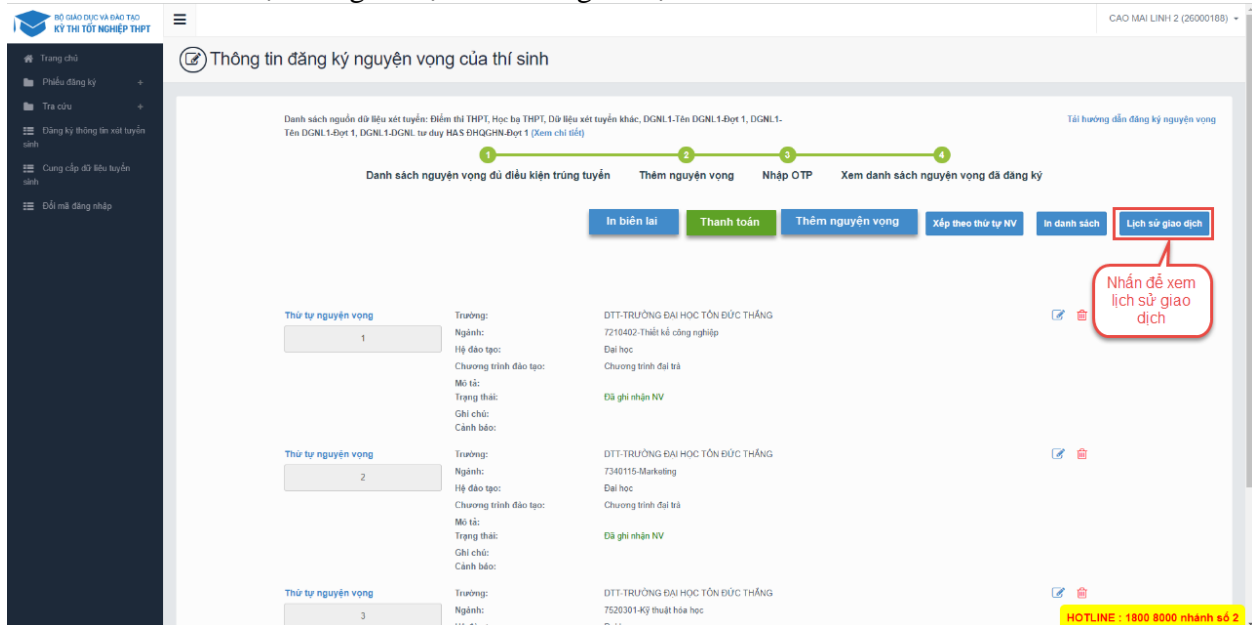 BỘ GIÁO DỤC VÀ ĐÀO TẠO
KỲ THI TỐT NGHIỆP THPT
CAO MAI LINH 2 (26000188)
Trang chủ
Phiếu đăng ký +
Tra cứu +
Đăng ký thông tin xét tuyển
sinh
Cung cấp dữ liệu tuyển
sinh
Đổi mã đăng nhập
Thông tin đăng ký nguyện vọng của thí sinh
Danh sách nguồn dữ liệu xét tuyển: Điểm thi THPT, Học bạ THPT, Dữ liệu xét tuyển khác, DGNL1-Tên DGNL1-Đợt 1, DGNL1-
Tên DGNL1-Đợt 1, DGNL1-DGNL tư duy HAS ĐHQGHN-Đợt 1 (Xem chi tiết)
Tải hướng dẫn đăng ký nguyện vọng
1 2 3 4
Danh sách nguyện vọng đủ điều kiện trúng tuyển Thêm nguyện vọng Nhập OTP Xem danh sách nguyện vọng đã đăng ký
In biên lai Thanh toán Thêm nguyện vọng Xếp theo thứ tự NV In danh sách Lịch sử giao dịch
Nhấn để xem
lịch sử giao
dịch
Thứ tự nguyện vọng Trường: DTT-TRƯỜNG ĐẠI HỌC TÔN ĐỨC THẮNG
1 Ngành: 7210402-Thiết kế công nghiệp
Hệ đào tạo: Đại học
Chương trình đào tạo: Chương trình đại trà
Mô tả:
Trạng thái: Đã ghi nhận NV
Ghi chú:
Cảnh báo:
Thứ tự nguyện vọng Trường: DTT-TRƯỜNG ĐẠI HỌC TÔN ĐỨC THẮNG
2 Ngành: 7340115-Marketing
Hệ đào tạo: Đại học
Chương trình đào tạo: Chương trình đại trà
Mô tả:
Trạng thái: Đã ghi nhận NV
Ghi chú:
Cảnh báo:
Thứ tự nguyện vọng Trường: DTT-TRƯỜNG ĐẠI HỌC TÔN ĐỨC THẮNG
3 Ngành: 7520301-Kỹ thuật hóa học
HOTLINE : 1800 8000 nhánh số 2